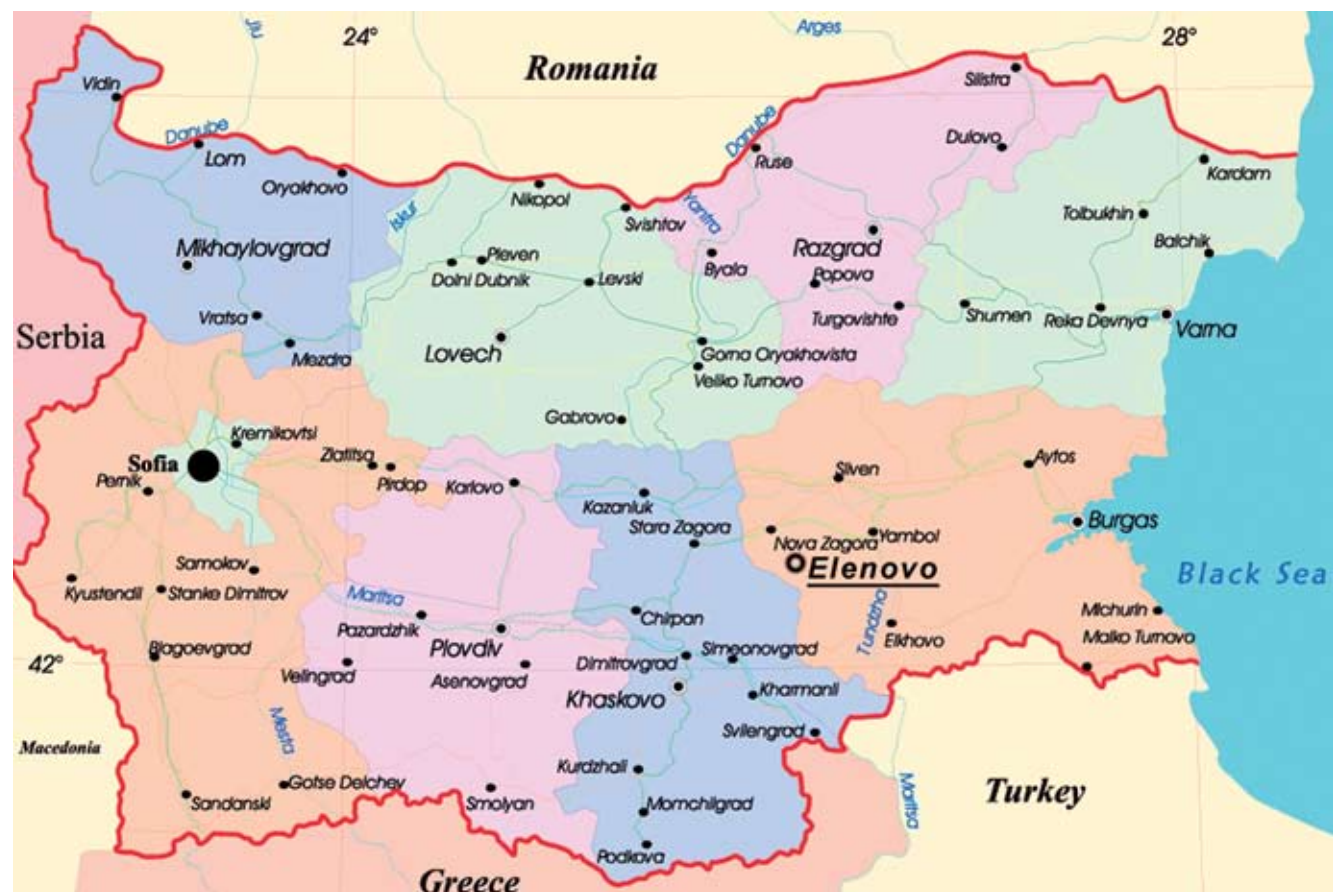 Jiu
24°
Arges
28°
Romania
Silistra
Vidin
Danube
Lom
Danube
Ruse
Dulovo
Kardam
Oryakhovo
Nikopol
Iskur
Svishtov
Yantra
Tolbukhin
Mikhaylovgrad
Pleven
Dolni Dubnik
Levski
Byala
Razgrad
Popova
Balchik
Vratsa
Turgovishte
Shumen
Reka Devnya
Varna
Serbia
Mezdra
Lovech
Gorna Oryakhovista
Veliko Turnovo
Gabrovo
Kremikovtsi
Sofia
Zlatitsa
Pirdop
Pernik
Karlovo
Kazanluk
Sliven
Aytos
Stara Zagora
Nova Zagora
Yambol
Burgas
Samokov
Elenovo
Black Sea
Kyustendil
Stanke Dimitrov
Maritsa
Pazardzhik
Plovdiv
Chirpan
Tundzha
Elkhovo
Michurin
Malko Turnovo
Blagoevgrad
42°
Velingrad
Asenovgrad
Dimitrovgrad
Simeonovgrad
Khaskovo
Kharmanli
Svilengrad
Macedonia
Mesta
Gotse Delchev
Sandanski
Smolyan
Kurdzhali
Momchilgrad
Podkova
Maritsa
Turkey
Greece